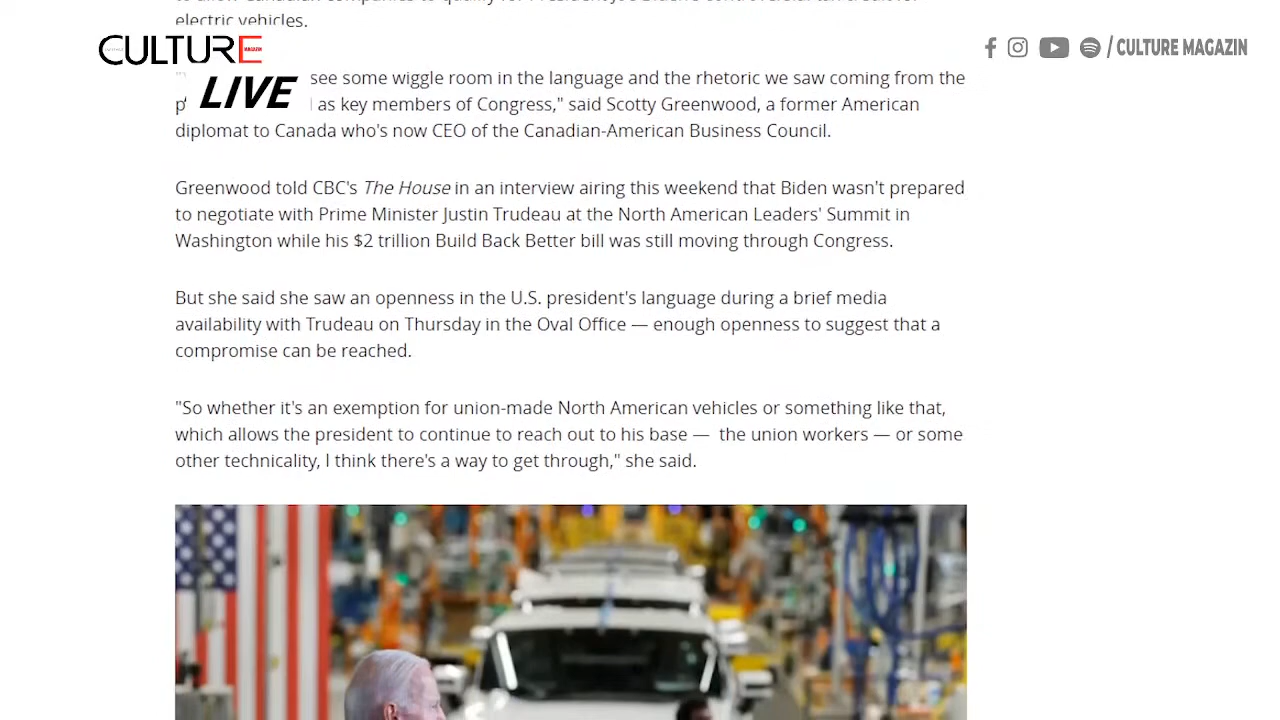 electric vehicles.
CULTURE
MAGAZIN
LIVE
/ CULTURE MAGAZIN
see some wiggle room in the language and the rhetoric we saw coming from the
as key members of Congress," said Scotty Greenwood, a former American
diplomat to Canada who's now CEO of the Canadian-American Business Council.
Greenwood told CBC's The House in an interview airing this weekend that Biden wasn't prepared
to negotiate with Prime Minister Justin Trudeau at the North American Leaders' Summit in
Washington while his $2 trillion Build Back Better bill was still moving through Congress.
But she said she saw an openness in the U.S. president's language during a brief media
availability with Trudeau on Thursday in the Oval Office — enough openness to suggest that a
compromise can be reached.
"So whether it's an exemption for union-made North American vehicles or something like that,
which allows the president to continue to reach out to his base — the union workers — or some
other technicality, I think there's a way to get through," she said.